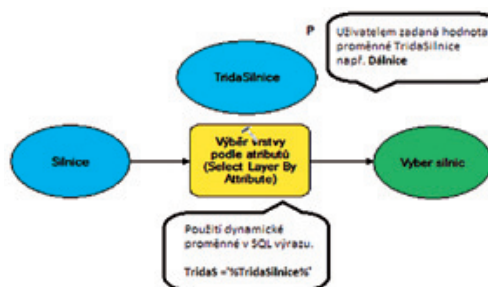 P
Uživatelem zadaná hodnota
proměnné TridaSilnice
např. Dálnice
TridaSilnice
Silnice
Výběr vrstvy
podle atributů
(Select Layer By
Attribute)
Vyber silnic
Použití dynamické
proměnné v SQL výrazu.
TridaS ='%TridaSilnice%'